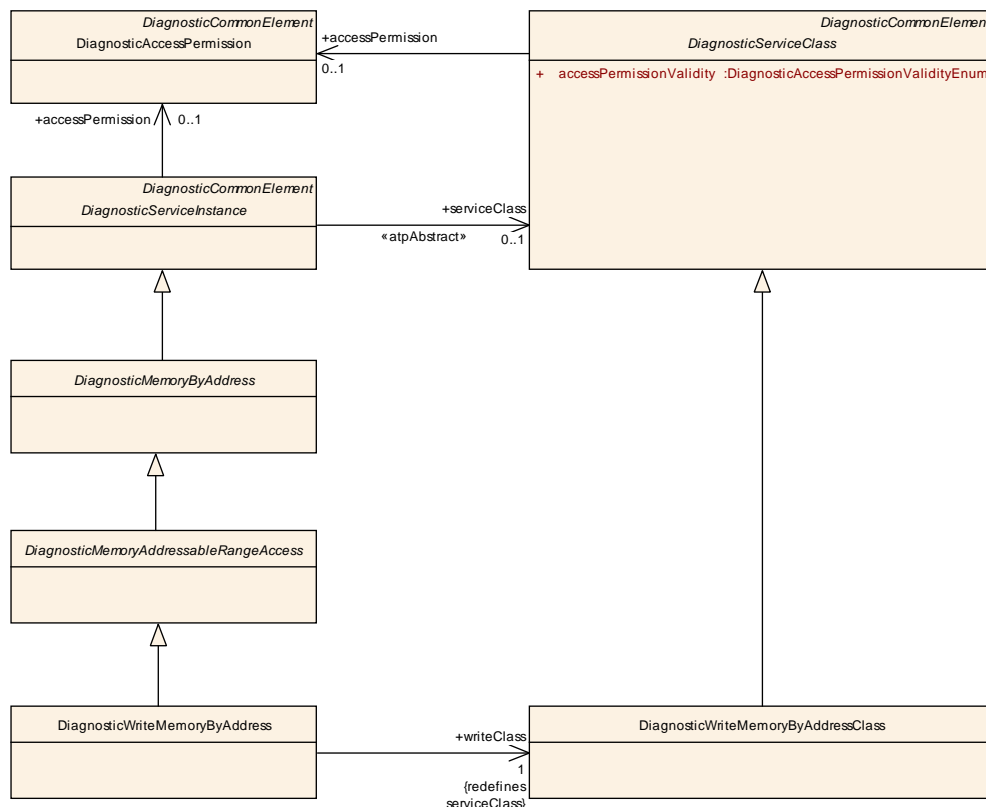 DiagnosticCommonElement
DiagnosticAccessPermission
+accessPermission
0..1
DiagnosticCommonElement
DiagnosticServiceClass
+ accessPermissionValidity :DiagnosticAccessPermissionValidityEnum
+accessPermission
0..1
DiagnosticCommonElement
DiagnosticServiceInstance
+serviceClass
«atpAbstract»
0..1
DiagnosticMemoryByAddress
DiagnosticMemoryAddressableRangeAccess
DiagnosticWriteMemoryByAddress
+writeClass
1
{redefines
serviceClass}
DiagnosticWriteMemoryByAddressClass